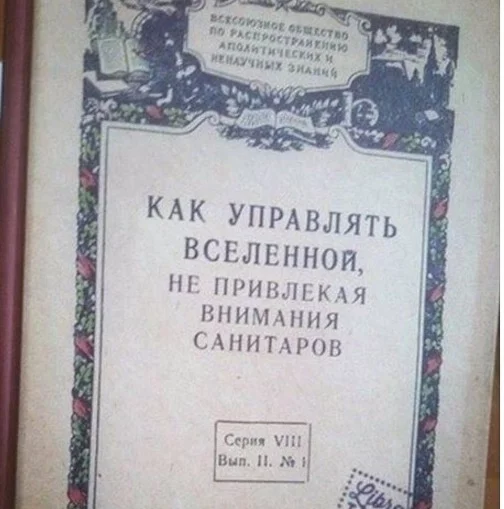 ВСЕСОЮЗНОЕ ОБЩЕСТВО
ПО РАСПРОСТРАНЕНИЮ
АПОЛИТИЧЕСКИХ И
НЕНАУЧНЫХ ЗНАНИЙ
КАК УПРАВЛЯТЬ
ВСЕЛЕННОЙ,
НЕ ПРИВЛЕКАЯ
ВНИМАНИЯ
САНИТАРОВ
Серия VIII
Вып. II. № 1